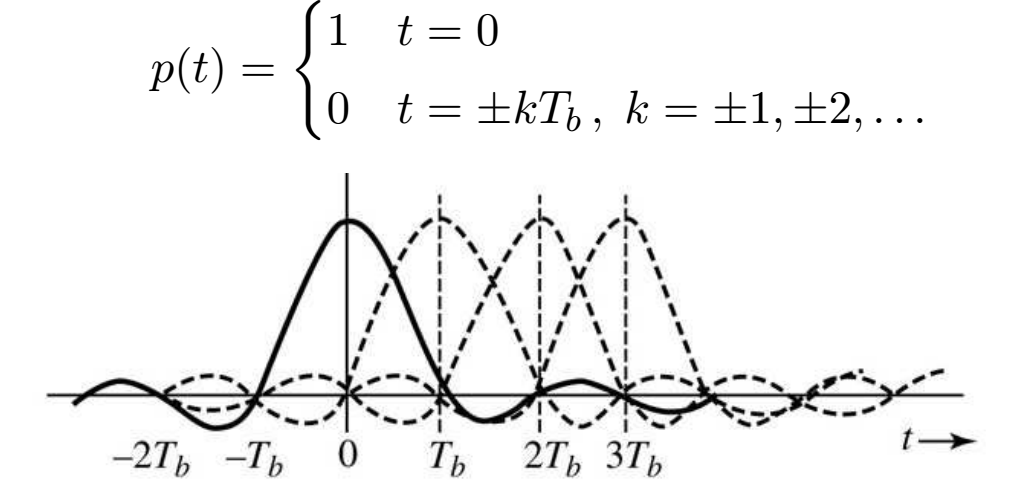 p(t) = { 1 t = 0
0 t = ±kT_b , k = ±1, ±2, . . .
–2T_b –T_b 0 T_b 2T_b 3T_b t